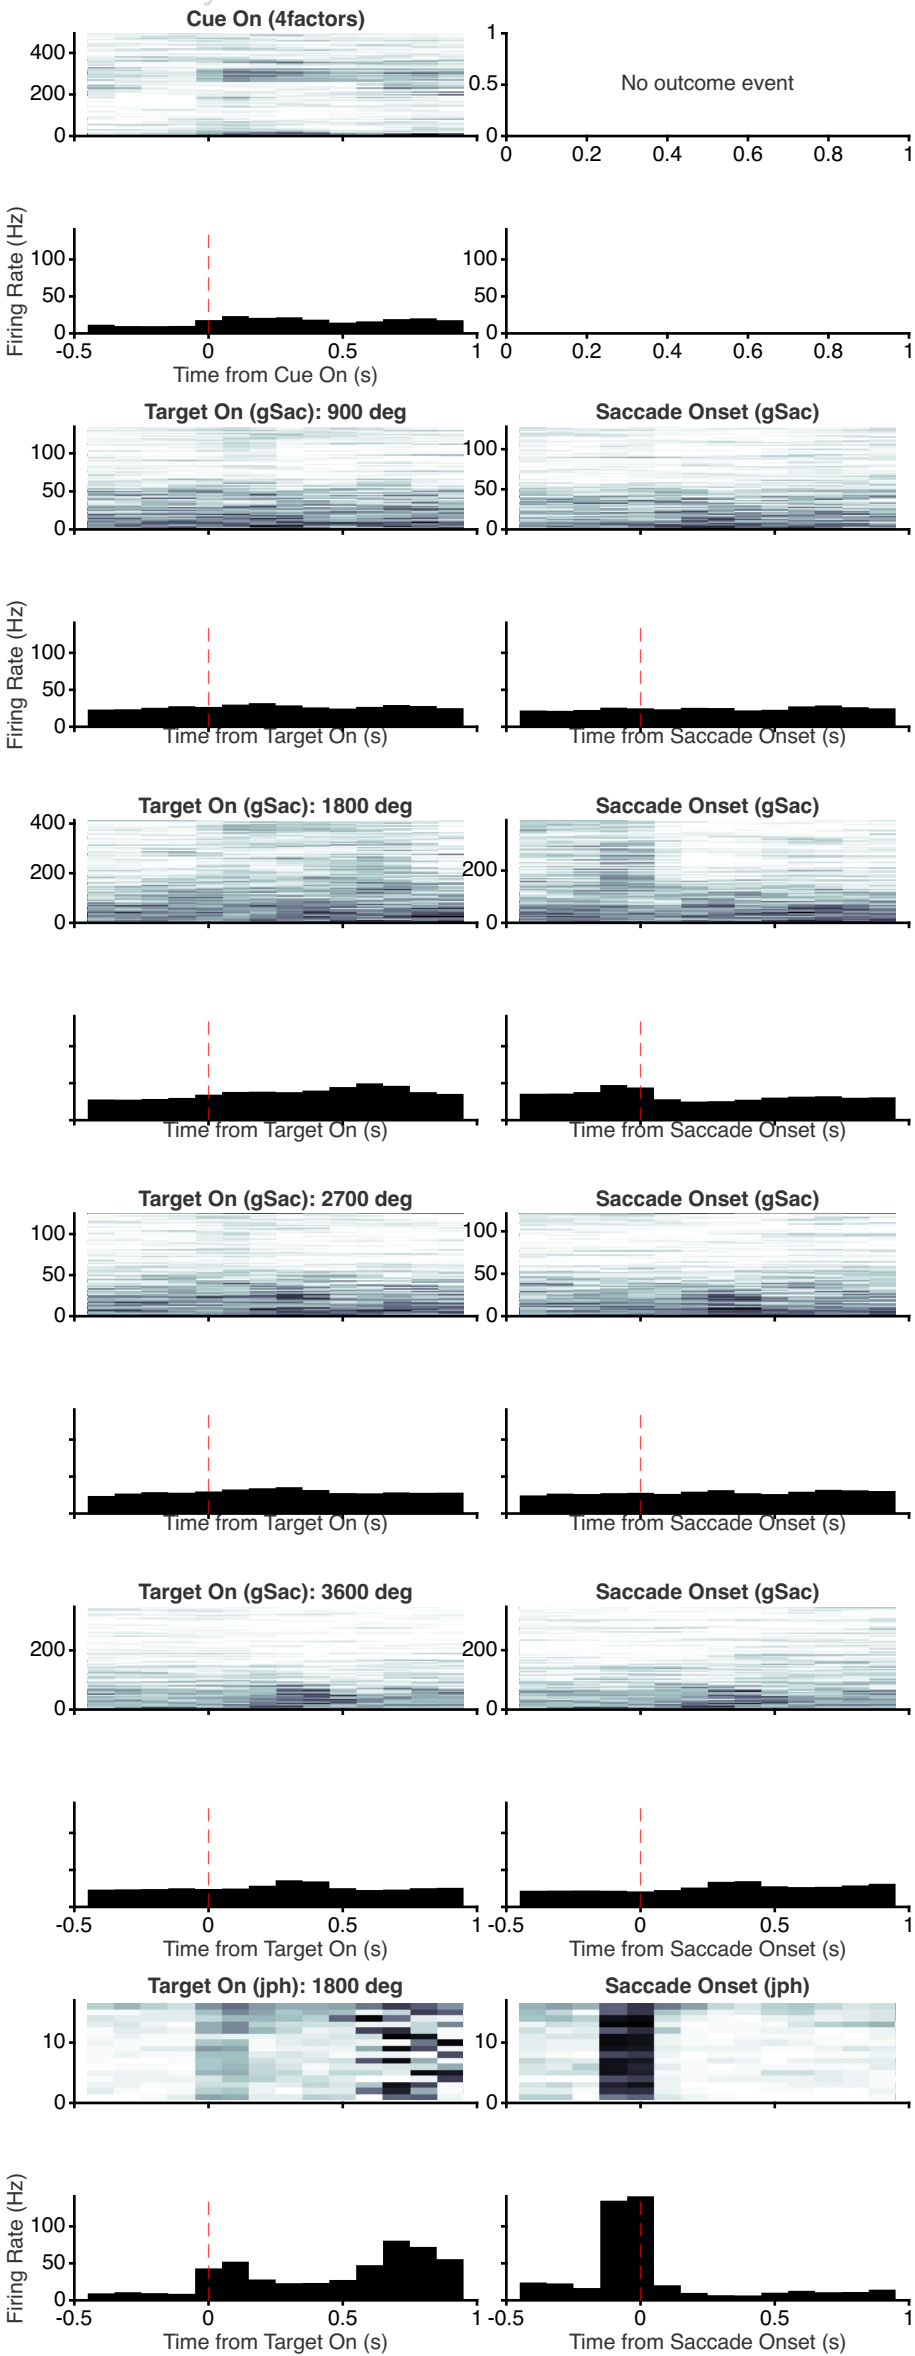 Cue On (4factors)
400
200
0
1
0.5
0
No outcome event
0 0.2 0.4 0.6 0.8 1
Firing Rate (Hz)
100
50
0
-0.5 0 0.5 1
Time from Cue On (s)
100
50
0
0 0.2 0.4 0.6 0.8 1
Target On (gSac): 900 deg
100
50
0
Saccade Onset (gSac)
100
50
0
Firing Rate (Hz)
100
50
0
Time from Target On (s)
Time from Saccade Onset (s)
Target On (gSac): 1800 deg
400
200
0
Saccade Onset (gSac)
200
0
Time from Target On (s)
Time from Saccade Onset (s)
Target On (gSac): 2700 deg
100
50
0
Saccade Onset (gSac)
100
50
0
Time from Target On (s)
Time from Saccade Onset (s)
Target On (gSac): 3600 deg
200
0
Saccade Onset (gSac)
200
0
-0.5 0 0.5 1
Time from Target On (s)
-0.5 0 0.5 1
Time from Saccade Onset (s)
Target On (jph): 1800 deg
10
0
Saccade Onset (jph)
10
0
Firing Rate (Hz)
100
50
0
-0.5 0 0.5 1
Time from Target On (s)
-0.5 0 0.5 1
Time from Saccade Onset (s)